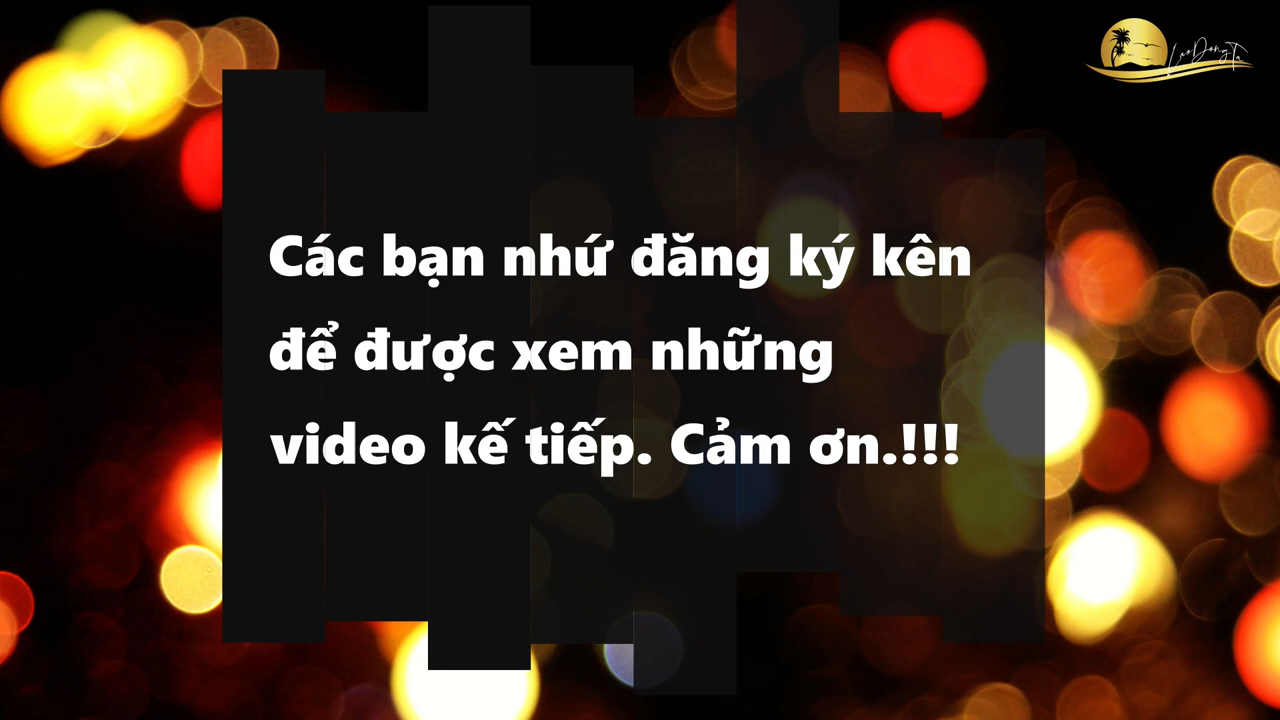 Các bạn nhứ đăng ký kên
để được xem những
video kế tiếp. Cảm ơn.!!!